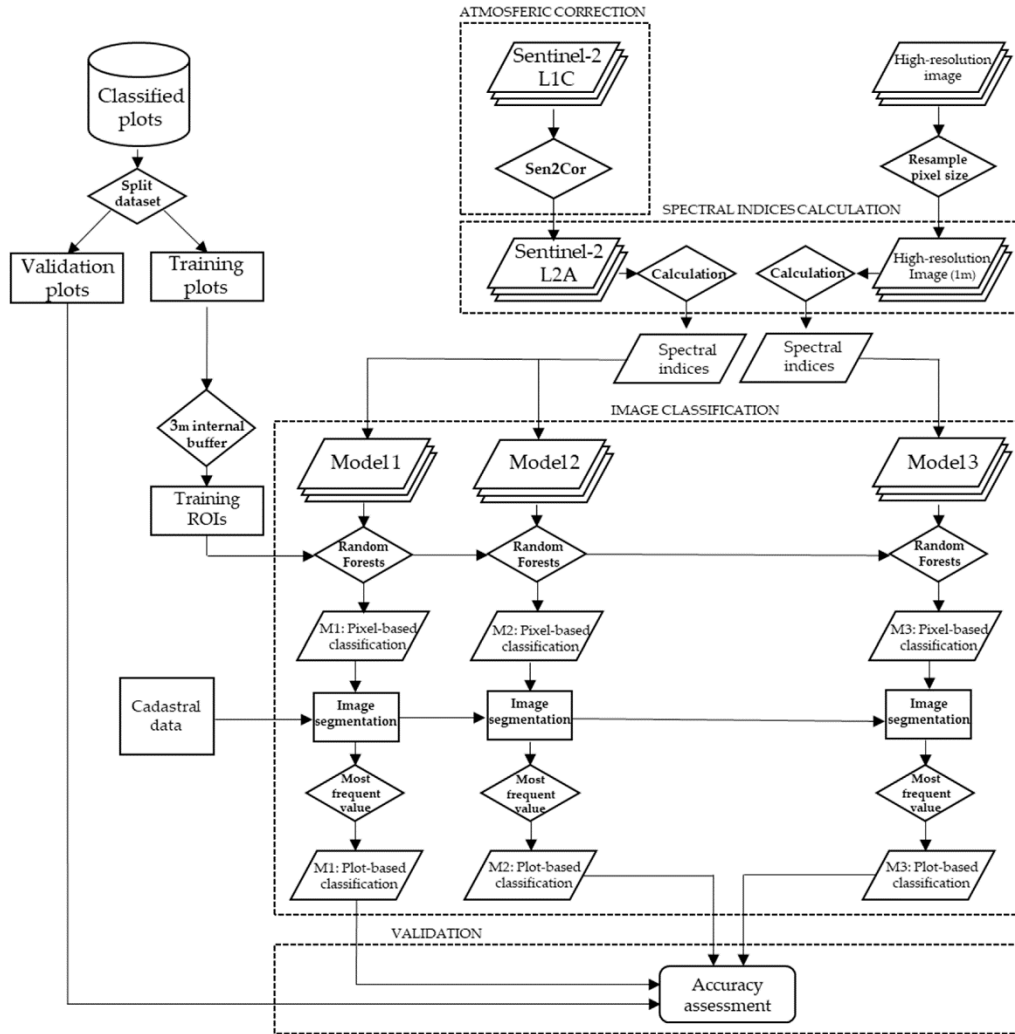 ATMOSFERIC CORRECTION
Classified
plots
Sentinel-2
L1C
High-resolution
image
Split
dataset
Sen2Cor
Resample
pixel size
SPECTRAL INDICES CALCULATION
Validation
plots
Training
plots
Sentinel-2
L2A
Calculation
Calculation
High-resolution
Image (1m)
Spectral
indices
Spectral
indices
3m internal
buffer
IMAGE CLASSIFICATION
Model1
Model2
Model3
Training
ROIs
Random
Forests
Random
Forests
Random
Forests
M1: Pixel-based
classification
M2: Pixel-based
classification
M3: Pixel-based
classification
Cadastral
data
Image
segmentation
Image
segmentation
Image
segmentation
Most
frequent
value
Most
frequent
value
Most
frequent
value
M1: Plot-based
classification
M2: Plot-based
classification
M3: Plot-based
classification
VALIDATION
Accuracy
assessment